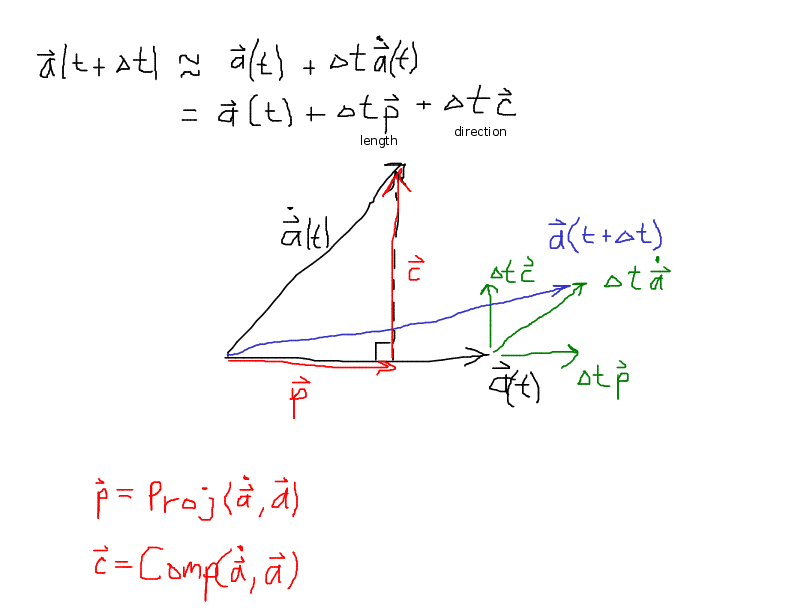 a⃗(t+Δt) ≈ a⃗(t) + Δt ȧ⃗(t)
= a⃗(t) + Δt p⃗ + Δt c⃗
length
direction
ȧ⃗(t)
a⃗(t+Δt)
c⃗
Δt c⃗
Δt ȧ⃗
p⃗
a⃗(t)
Δt p⃗
p⃗ = Proj(ȧ⃗, a⃗)
c⃗ = Comp(ȧ⃗, a⃗)